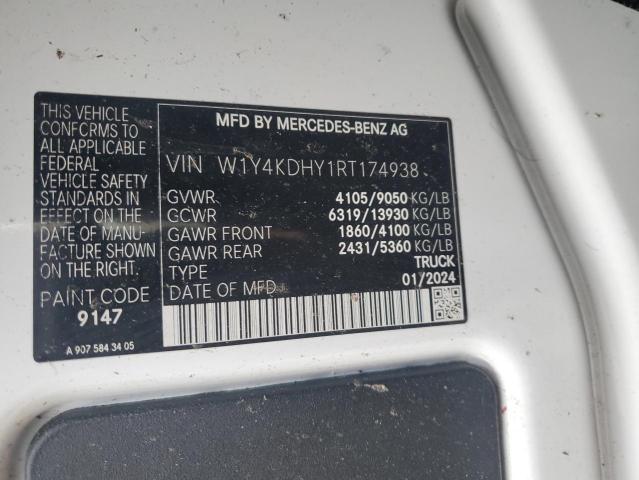 THIS VEHICLE
CONFORMS TO
ALL APPLICABLE
FEDERAL MOTOR
VEHICLE SAFETY
STANDARDS IN
EFFECT ON THE
DATE OF MANU-
FACTURE SHOWN
ON THE RIGHT.
PAINT CODE
9147
A 907 584 34 05
MFD BY MERCEDES-BENZ AG
VIN W1Y4KDHY1RT174938
GVWR 4105/9050 KG/LB
GCWR 6319/13930 KG/LB
GAWR FRONT 1860/4100 KG/LB
GAWR REAR 2431/5360 KG/LB
TYPE TRUCK
DATE OF MFD 01/2024